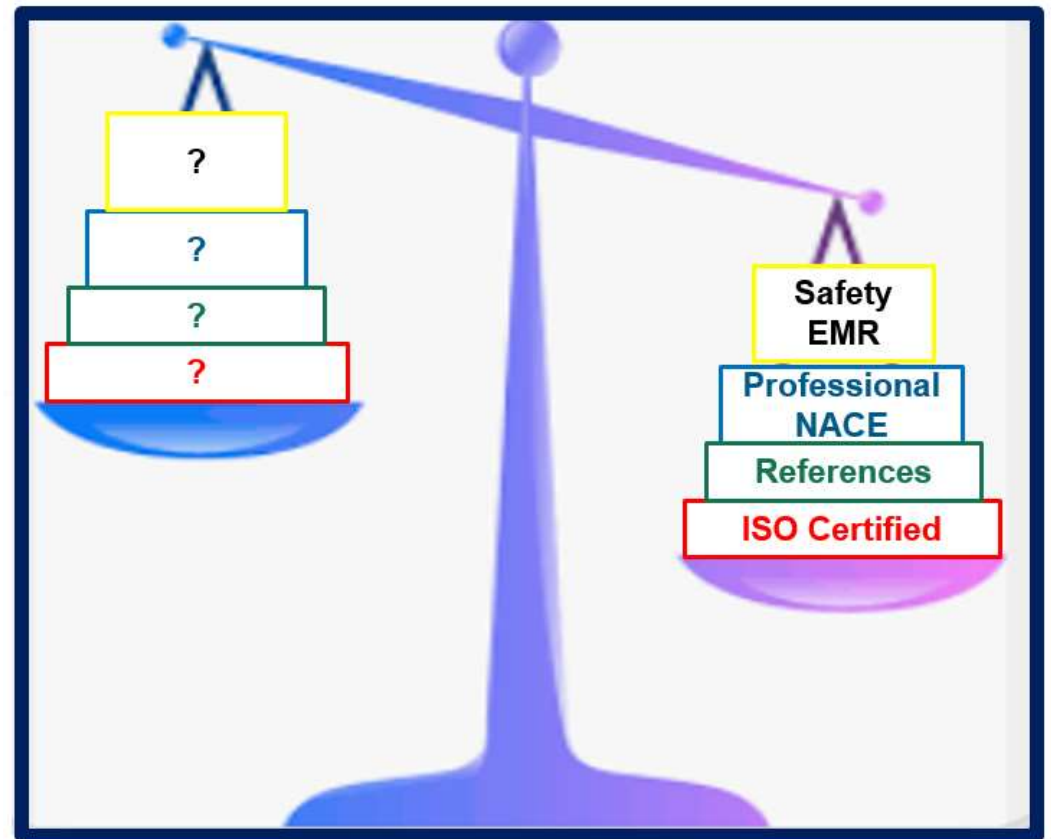 ?
?
?
?
Safety
EMR
Professional
NACE
References
ISO Certified